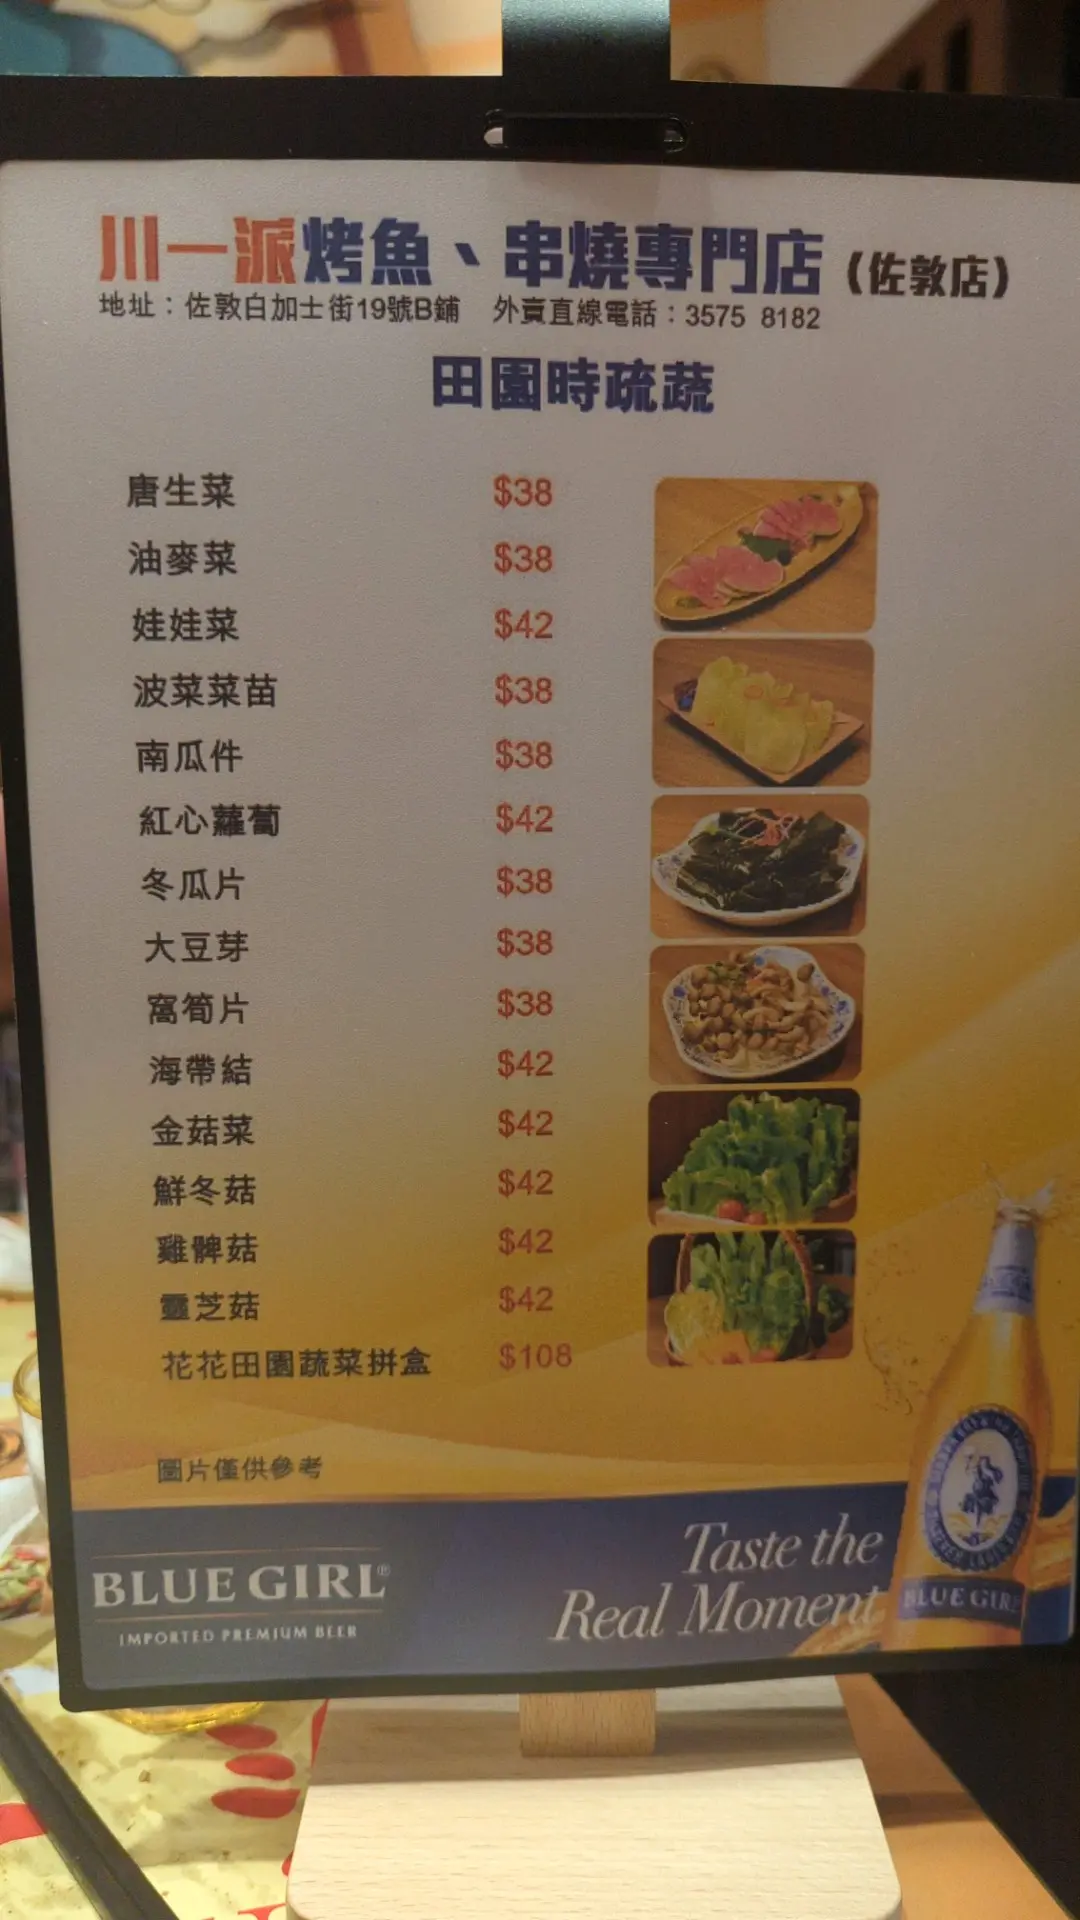 川一派烤魚、串燒專門店(佐敦店)
地址：佐敦白加士街19號B鋪 外賣直線電話：3575 8182
田園時疏蔬
唐生菜 $38
油麥菜 $38
娃娃菜 $42
波菜菜苗 $38
南瓜件 $38
紅心蘿蔔 $42
冬瓜片 $38
大豆芽 $38
窩筍片 $38
海帶結 $42
金菇菜 $42
鮮冬菇 $42
雞髀菇 $42
靈芝菇 $42
花花田園蔬菜拼盒 $108
圖片僅供參考
BLUE GIRL®
IMPORTED PREMIUM BEER
Taste the
Real Moment
BLUE GIRL